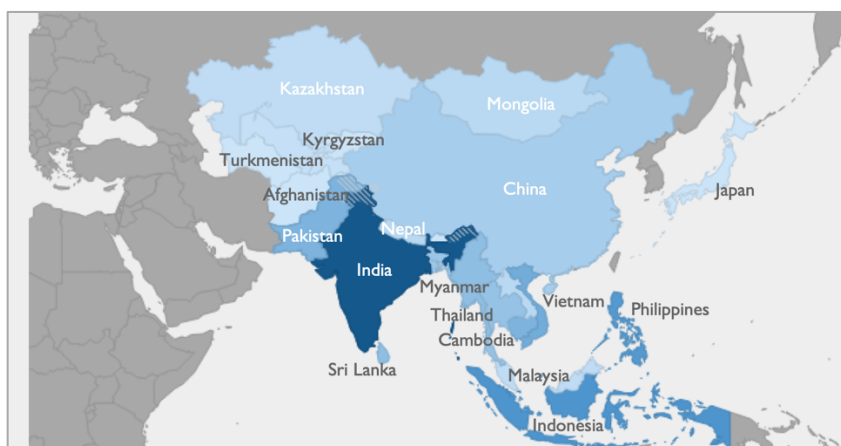 Kazakhstan
Mongolia
Kyrgyzstan
Turkmenistan
China
Japan
Afghanistan
Nepal
Pakistan
India
Myanmar
Vietnam
Philippines
Thailand
Cambodia
Sri Lanka
Malaysia
Indonesia